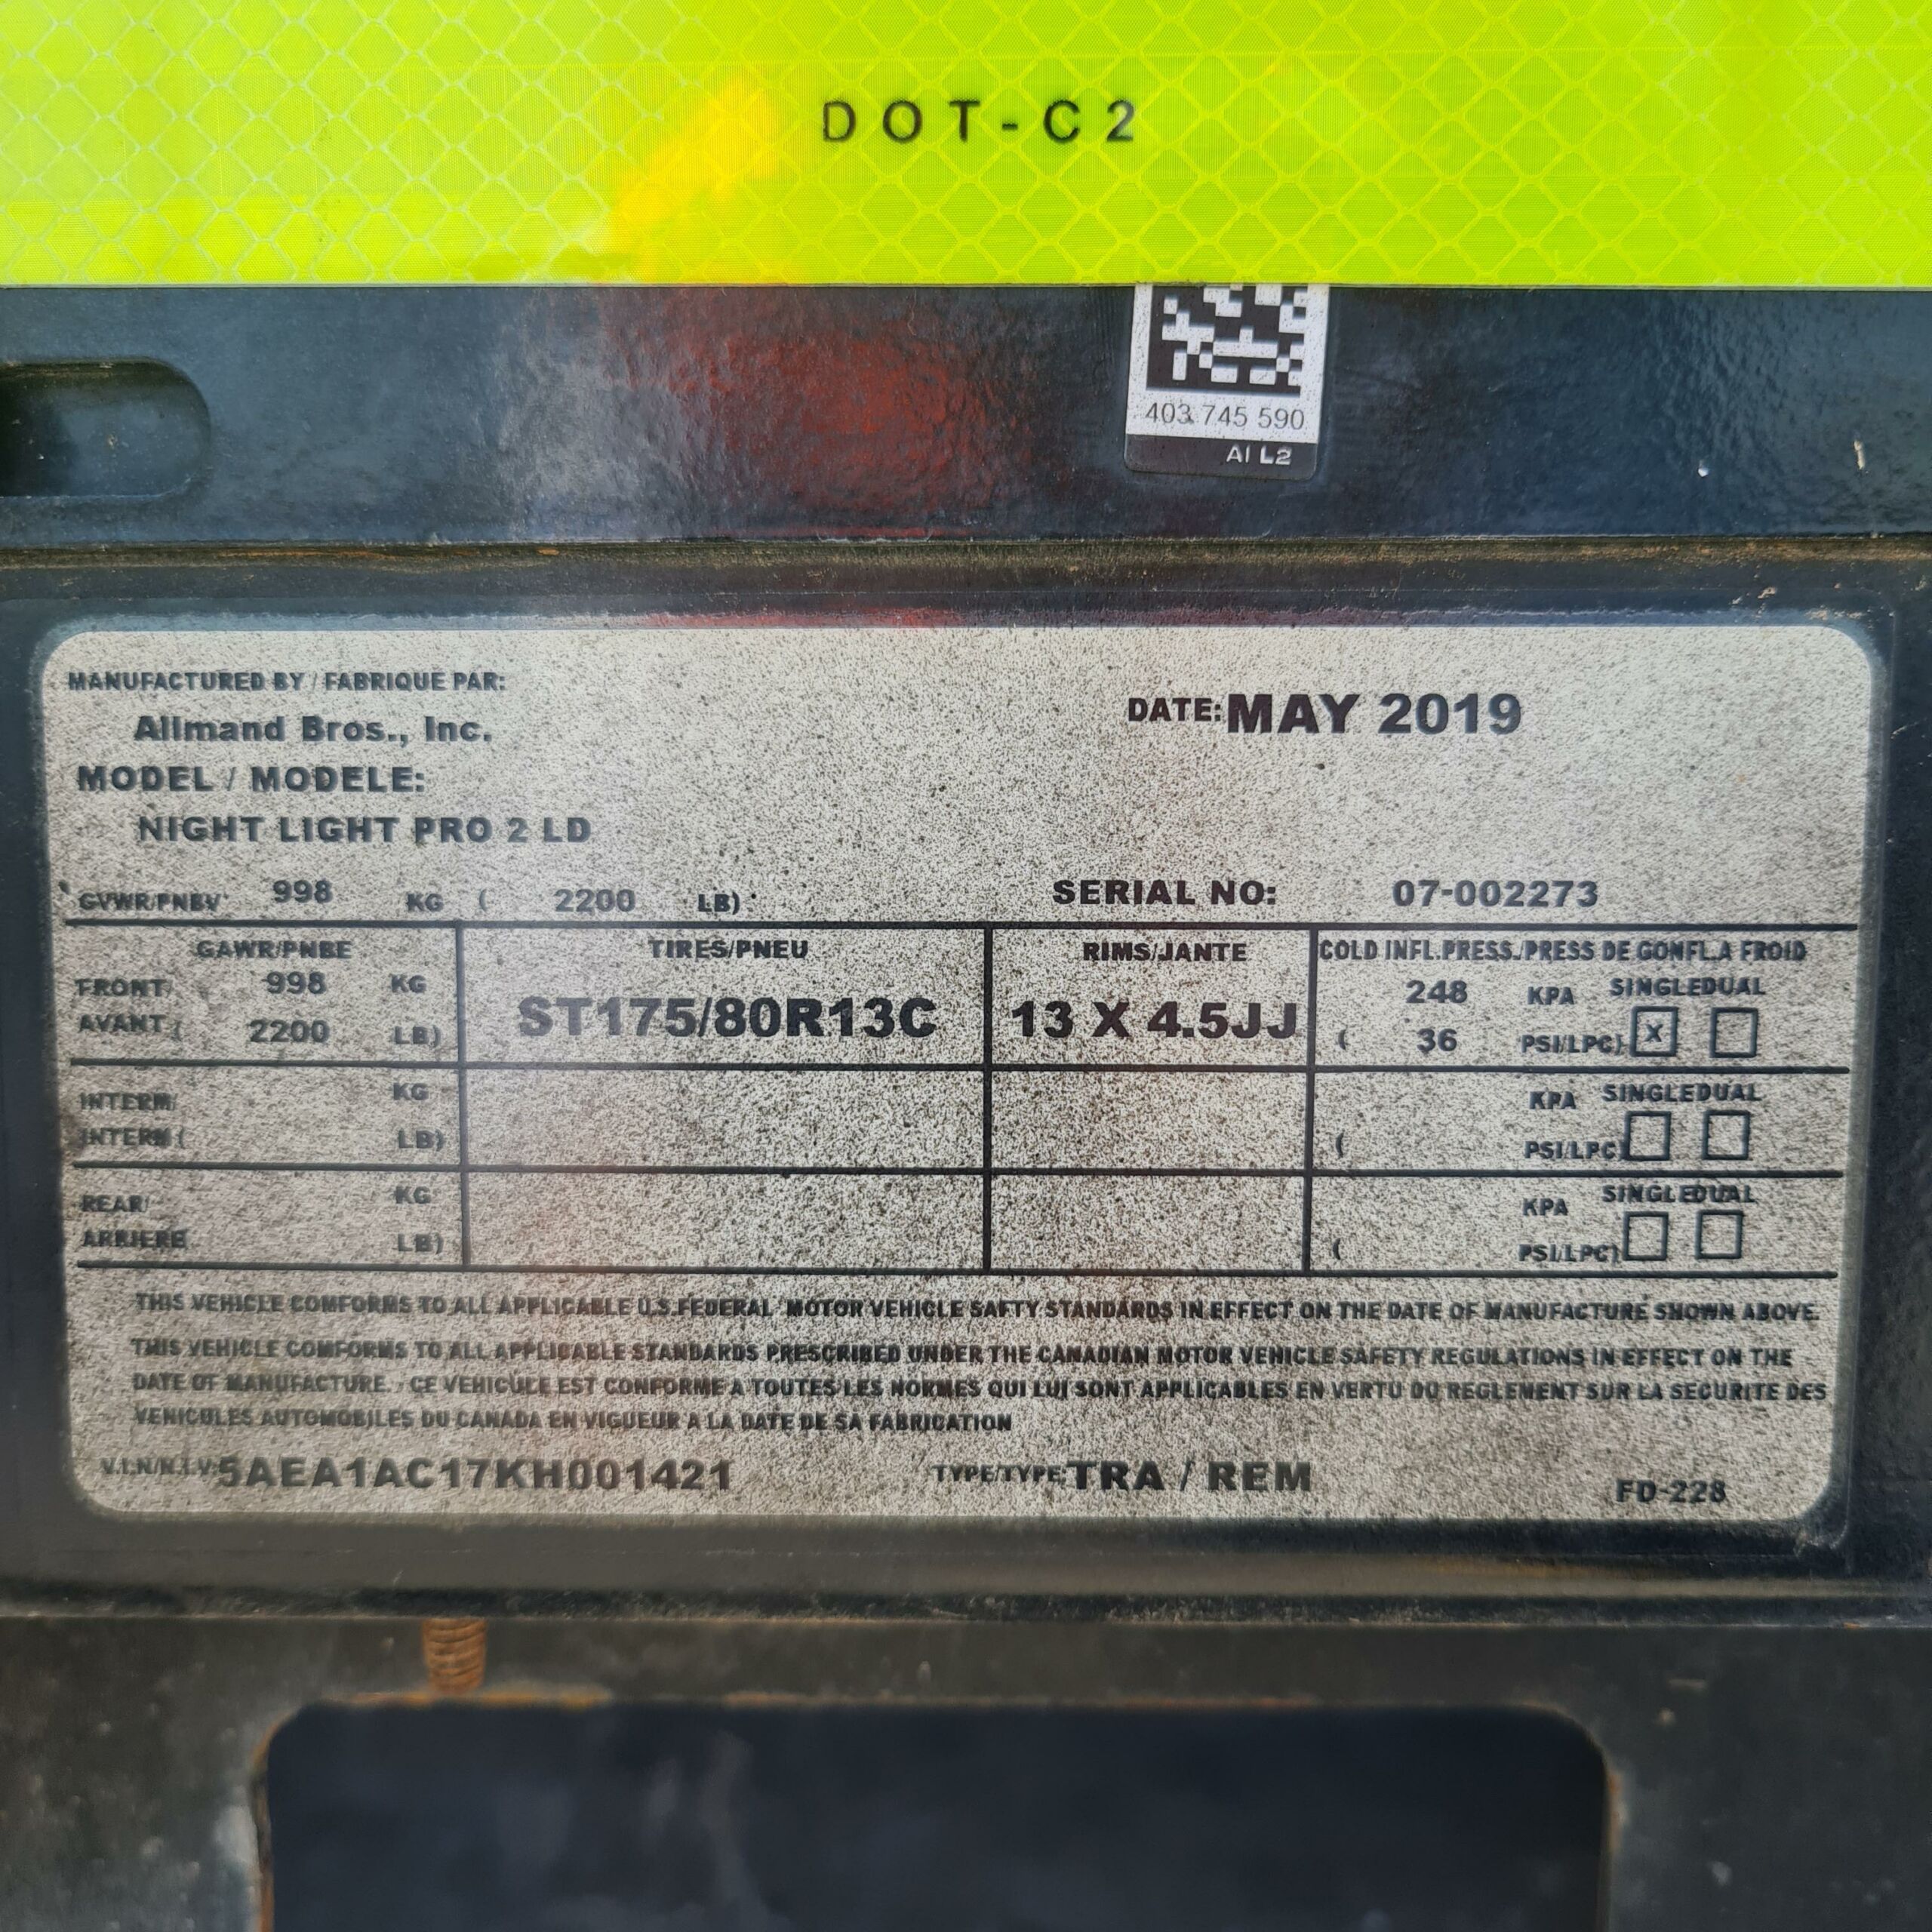 DOT-C2
403 745 590
AI L2
MANUFACTURED BY / FABRIQUE PAR:
Allmand Bros., Inc.
DATE: MAY 2019
MODEL / MODELE:
NIGHT LIGHT PRO 2 LD
GVWR/PNBV 998 KG ( 2200 LB)
SERIAL NO: 07-002273
GAWR/PNBE TIRES/PNEU RIMS/JANTE COLD INFL.PRESS./PRESS DE GONFL.A FROID
FRONT/ 998 KG ST175/80R13C 13 X 4.5JJ 248 KPA SINGLE DUAL
AVANT ( 2200 LB) ( 36 PSI/LPC) X
INTERM/ KG KPA SINGLE DUAL
INTERM ( LB) ( PSI/LPC)
REAR/ KG KPA SINGLE DUAL
ARRIERE LB) ( PSI/LPC)
THIS VEHICLE COMFORMS TO ALL APPLICABLE U.S.FEDERAL MOTOR VEHICLE SAFTY STANDARDS IN EFFECT ON THE DATE OF MANUFACTURE SHOWN ABOVE.
THIS VEHICLE COMFORMS TO ALL APPLICABLE STANDARDS PRESCRIBED UNDER THE CANADIAN MOTOR VEHICLE SAFETY REGULATIONS IN EFFECT ON THE
DATE OF MANUFACTURE. / CE VEHICULE EST CONFORME A TOUTES LES NORMES QUI LUI SONT APPLICABLES EN VERTU DU REGLEMENT SUR LA SECURITE DES
VEHICULES AUTOMOBILES DU CANADA EN VIGUEUR A LA DATE DE SA FABRICATION
V.I.N/N.I.V: 5AEA1AC17KH001421 TYPE/TYPE: TRA / REM FD-228